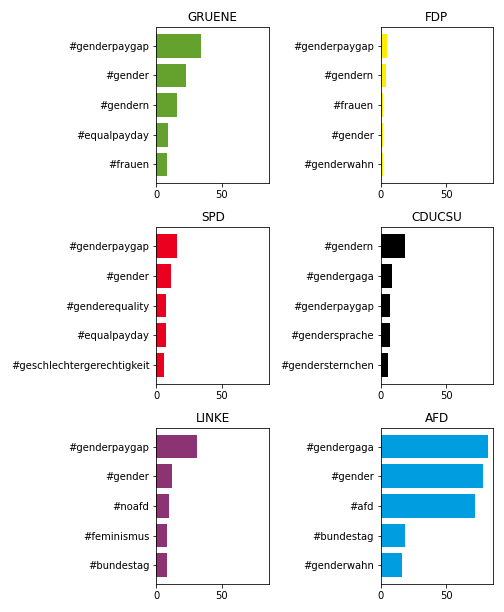 GRUENE
#genderpaygap
#gender
#gendern
#equalpayday
#frauen
0 50
FDP
#genderpaygap
#gendern
#frauen
#gender
#genderwahn
0 50
SPD
#genderpaygap
#gender
#genderequality
#equalpayday
#geschlechtergerechtigkeit
0 50
CDUCSU
#gendern
#gendergaga
#genderpaygap
#gendersprache
#gendersternchen
0 50
LINKE
#genderpaygap
#gender
#noafd
#feminismus
#bundestag
0 50
AFD
#gendergaga
#gender
#afd
#bundestag
#genderwahn
0 50